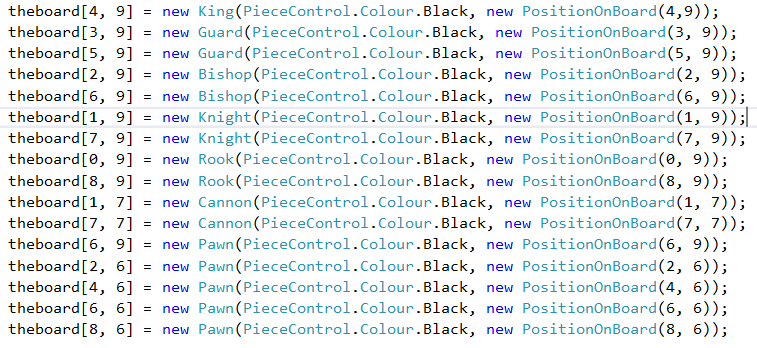 theboard[4, 9] = new King(PieceControl.Colour.Black, new PositionOnBoard(4,9));
theboard[3, 9] = new Guard(PieceControl.Colour.Black, new PositionOnBoard(3, 9));
theboard[5, 9] = new Guard(PieceControl.Colour.Black, new PositionOnBoard(5, 9));
theboard[2, 9] = new Bishop(PieceControl.Colour.Black, new PositionOnBoard(2, 9));
theboard[6, 9] = new Bishop(PieceControl.Colour.Black, new PositionOnBoard(6, 9));
theboard[1, 9] = new Knight(PieceControl.Colour.Black, new PositionOnBoard(1, 9));
theboard[7, 9] = new Knight(PieceControl.Colour.Black, new PositionOnBoard(7, 9));
theboard[0, 9] = new Rook(PieceControl.Colour.Black, new PositionOnBoard(0, 9));
theboard[8, 9] = new Rook(PieceControl.Colour.Black, new PositionOnBoard(8, 9));
theboard[1, 7] = new Cannon(PieceControl.Colour.Black, new PositionOnBoard(1, 7));
theboard[7, 7] = new Cannon(PieceControl.Colour.Black, new PositionOnBoard(7, 7));
theboard[6, 9] = new Pawn(PieceControl.Colour.Black, new PositionOnBoard(6, 9));
theboard[2, 6] = new Pawn(PieceControl.Colour.Black, new PositionOnBoard(2, 6));
theboard[4, 6] = new Pawn(PieceControl.Colour.Black, new PositionOnBoard(4, 6));
theboard[6, 6] = new Pawn(PieceControl.Colour.Black, new PositionOnBoard(6, 6));
theboard[8, 6] = new Pawn(PieceControl.Colour.Black, new PositionOnBoard(8, 6));